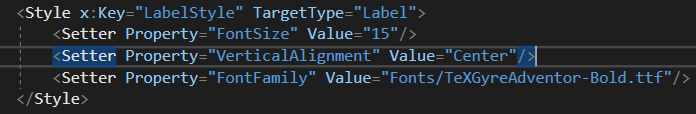 <Style x:Key="LabelStyle" TargetType="Label">
<Setter Property="FontSize" Value="15"/>
<Setter Property="VerticalAlignment" Value="Center"/>
<Setter Property="FontFamily" Value="Fonts/TeXGyreAdventor-Bold.ttf"/>
</Style>